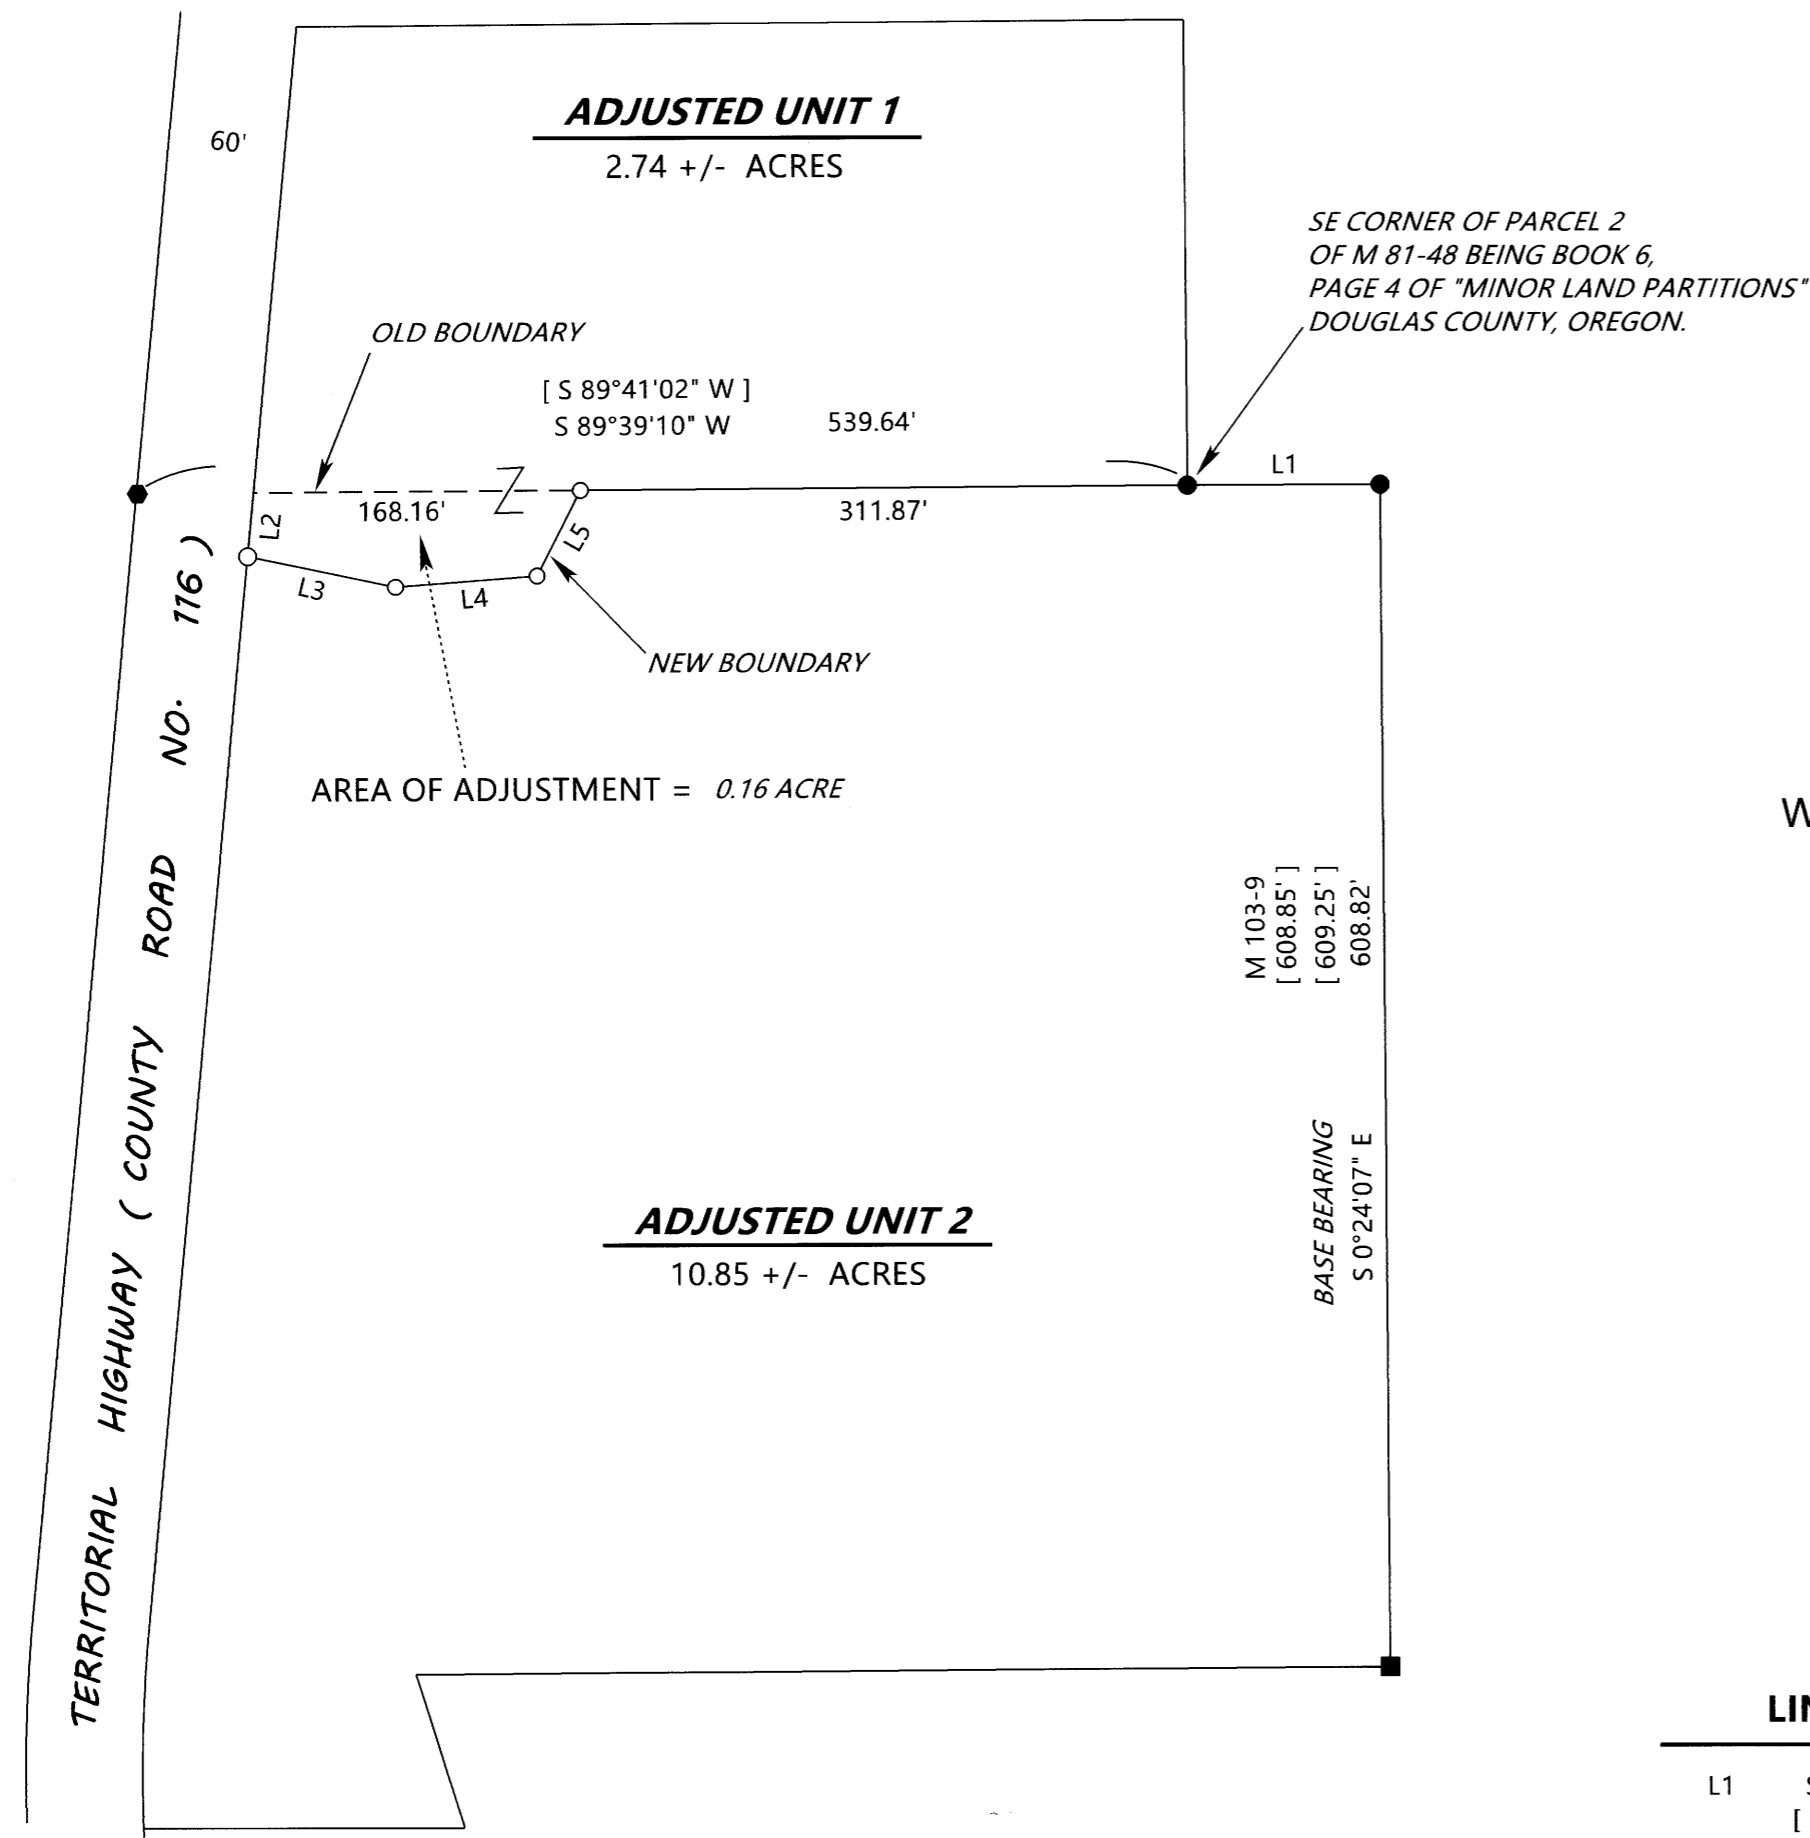 ADJUSTED UNIT 1
2.74 +/- ACRES
60'
SE CORNER OF PARCEL 2
OF M 81-48 BEING BOOK 6,
PAGE 4 OF "MINOR LAND PARTITIONS"
DOUGLAS COUNTY, OREGON.
OLD BOUNDARY
[ S 89°41'02" W ]
S 89°39'10" W 539.64'
L1
168.16'
311.87'
L2
L3
L4
L5
NEW BOUNDARY
AREA OF ADJUSTMENT = 0.16 ACRE
TERRITORIAL HIGHWAY ( COUNTY ROAD NO. 116 )
M 103-9
[ 608.85' ]
[ 609.25' ]
608.82'
BASE BEARING
S 0°24'07" E
ADJUSTED UNIT 2
10.85 +/- ACRES
W
L1
[